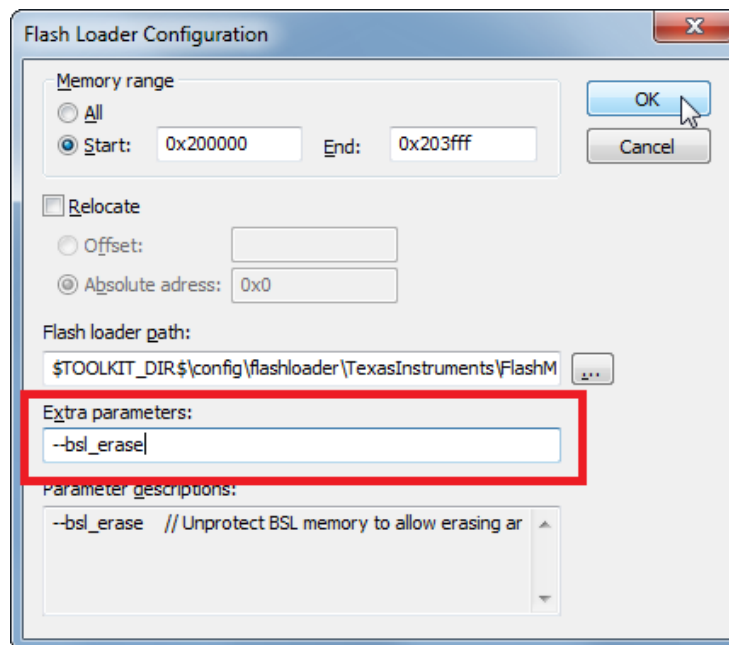 Flash Loader Configuration
Memory range
All
OK
Start: 0x200000 End: 0x203fff
Cancel
Relocate
Offset:
Absolute adress: 0x0
Flash loader path:
$TOOLKIT_DIR$\config\flashloader\TexasInstruments\FlashM
...
Extra parameters:
--bsl_erase
Parameter descriptions:
--bsl_erase // Unprotect BSL memory to allow erasing ar